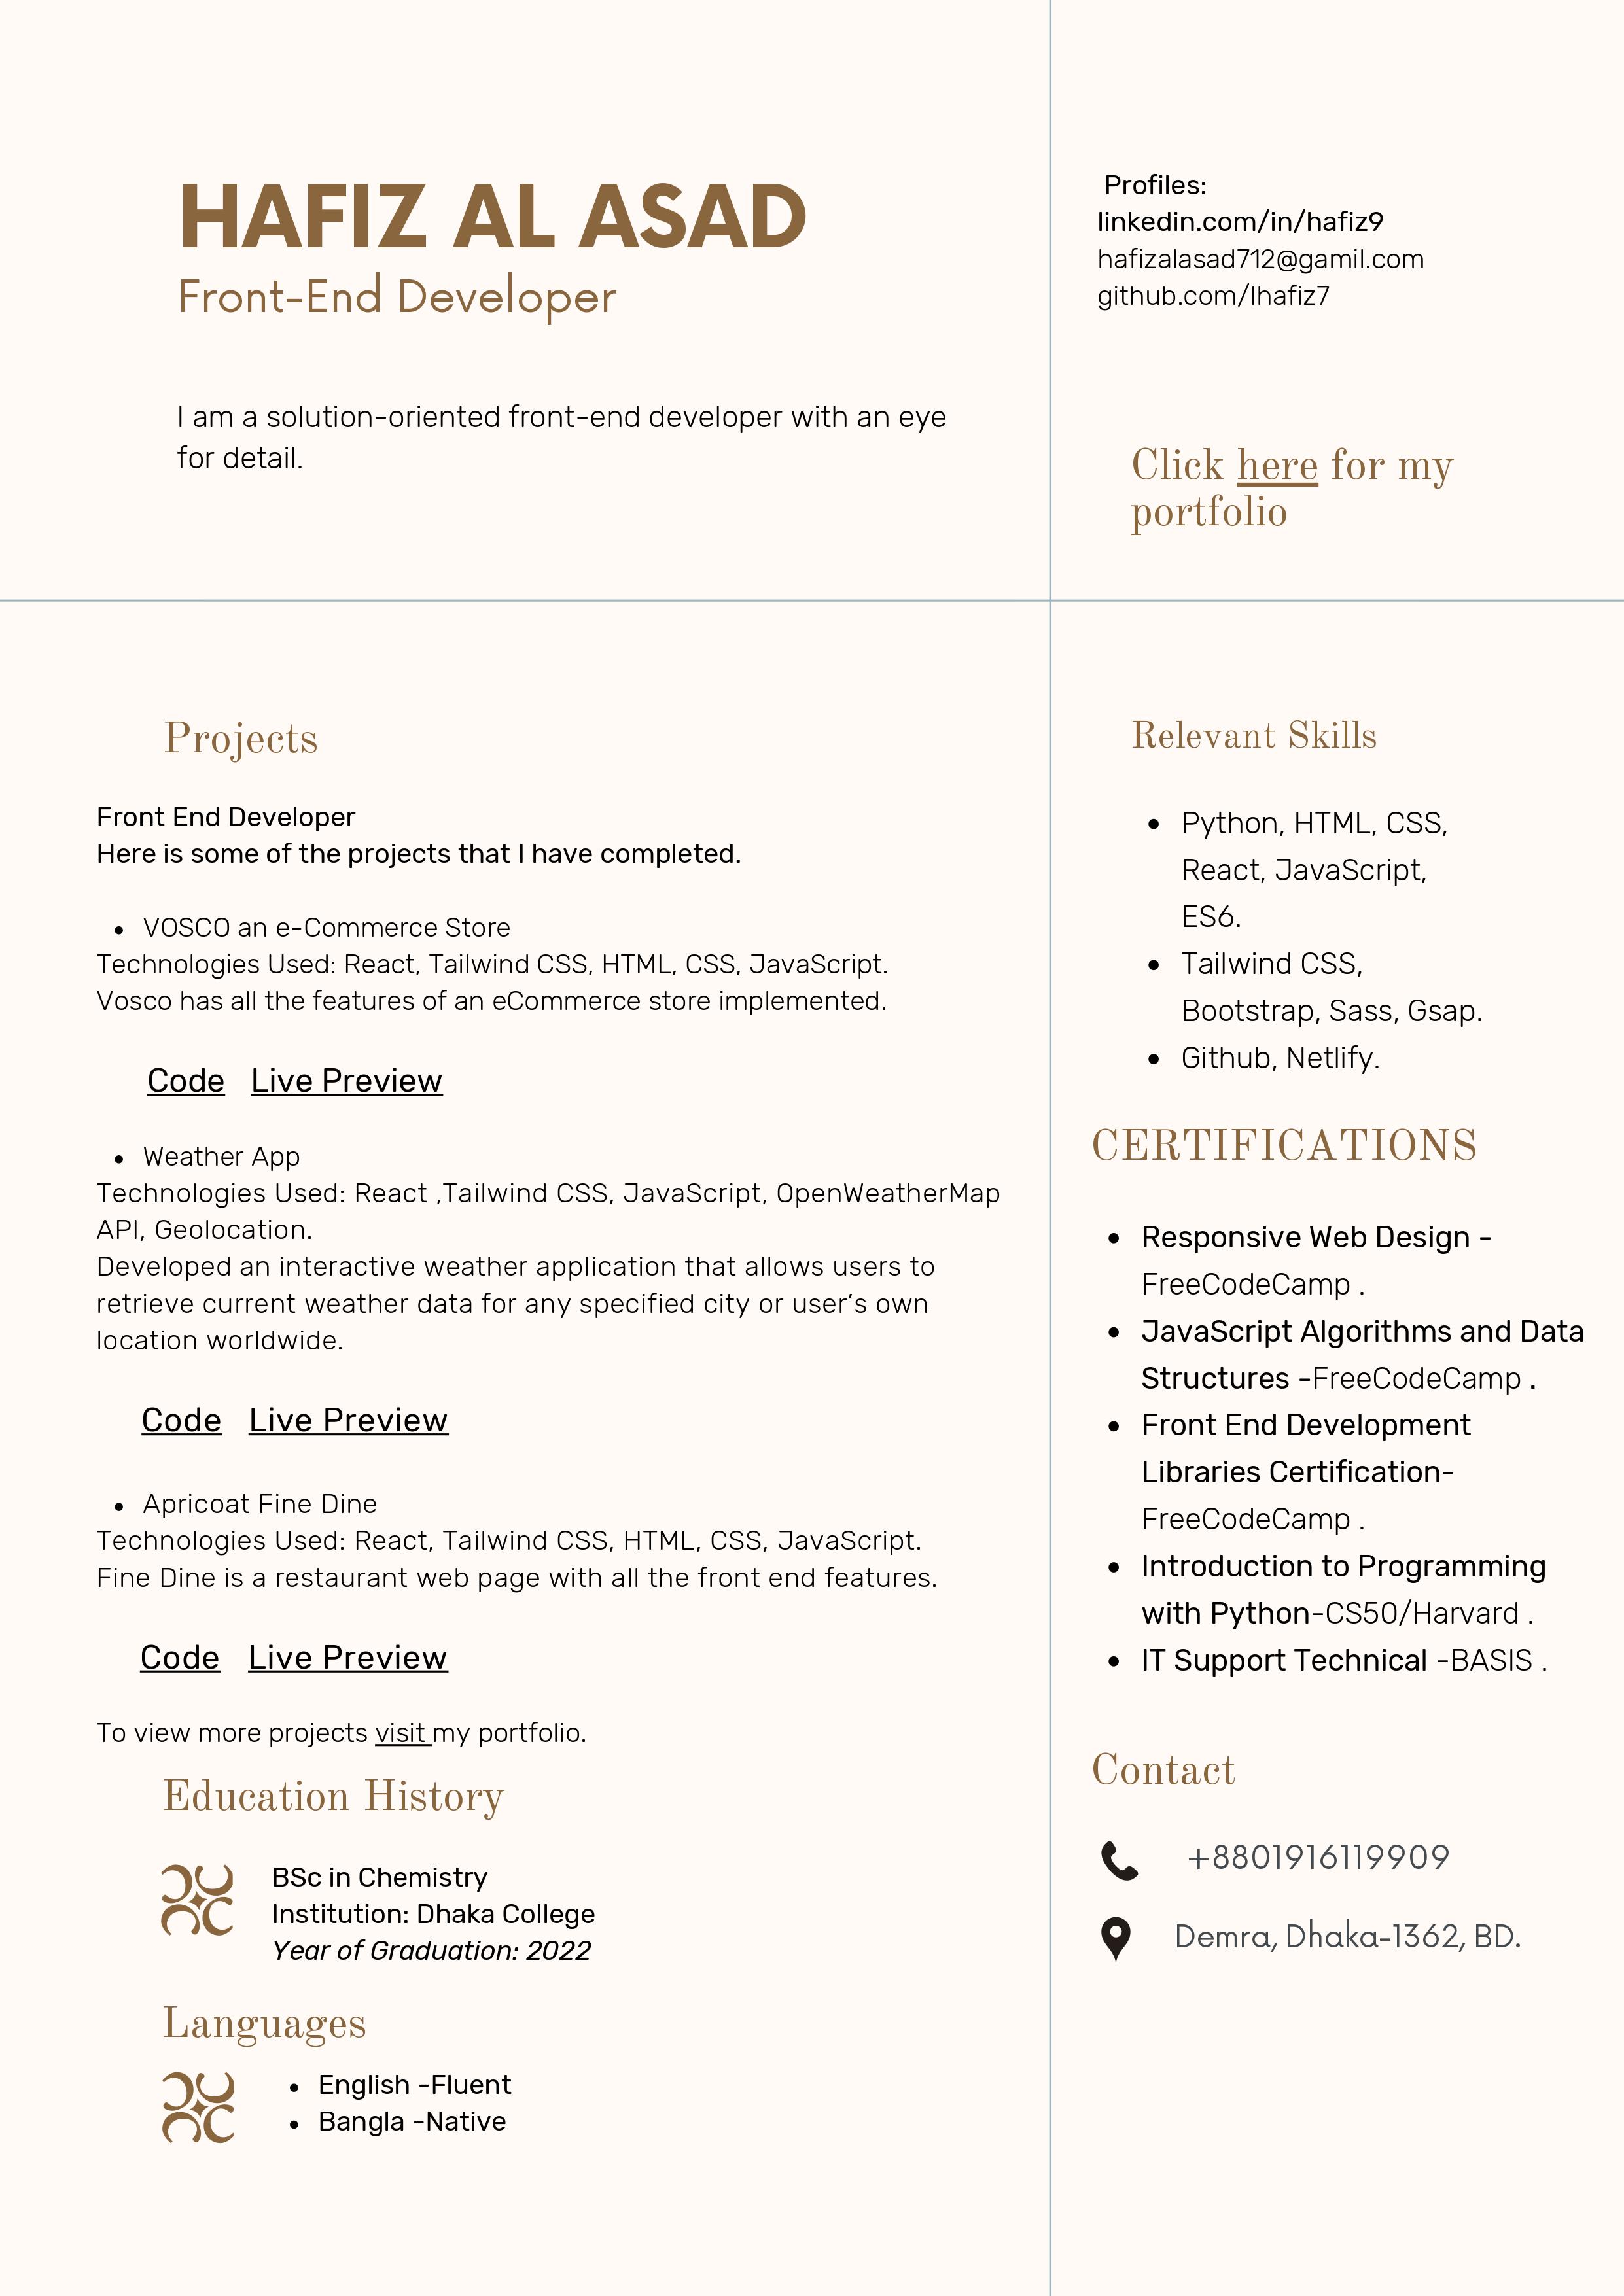 HAFIZ AL ASAD
Front-End Developer
I am a solution-oriented front-end developer with an eye
for detail.
Profiles:
linkedin.com/in/hafiz9
hafizalasad712@gamil.com
github.com/lhafiz7
Click here for my
portfolio
Projects
Front End Developer
Here is some of the projects that I have completed.
• VOSCO an e-Commerce Store
Technologies Used: React, Tailwind CSS, HTML, CSS, JavaScript.
Vosco has all the features of an eCommerce store implemented.
Code Live Preview
• Weather App
Technologies Used: React ,Tailwind CSS, JavaScript, OpenWeatherMap
API, Geolocation.
Developed an interactive weather application that allows users to
retrieve current weather data for any specified city or user’s own
location worldwide.
Code Live Preview
• Apricoat Fine Dine
Technologies Used: React, Tailwind CSS, HTML, CSS, JavaScript.
Fine Dine is a restaurant web page with all the front end features.
Code Live Preview
To view more projects visit my portfolio.
Education History
BSc in Chemistry
Institution: Dhaka College
Year of Graduation: 2022
Languages
• English -Fluent
• Bangla -Native
Relevant Skills
• Python, HTML, CSS,
React, JavaScript,
ES6.
• Tailwind CSS,
Bootstrap, Sass, Gsap.
• Github, Netlify.
CERTIFICATIONS
• Responsive Web Design -
FreeCodeCamp .
• JavaScript Algorithms and Data
Structures -FreeCodeCamp .
• Front End Development
Libraries Certification-
FreeCodeCamp .
• Introduction to Programming
with Python-CS50/Harvard .
• IT Support Technical -BASIS .
Contact
+8801916119909
Demra, Dhaka-1362, BD.